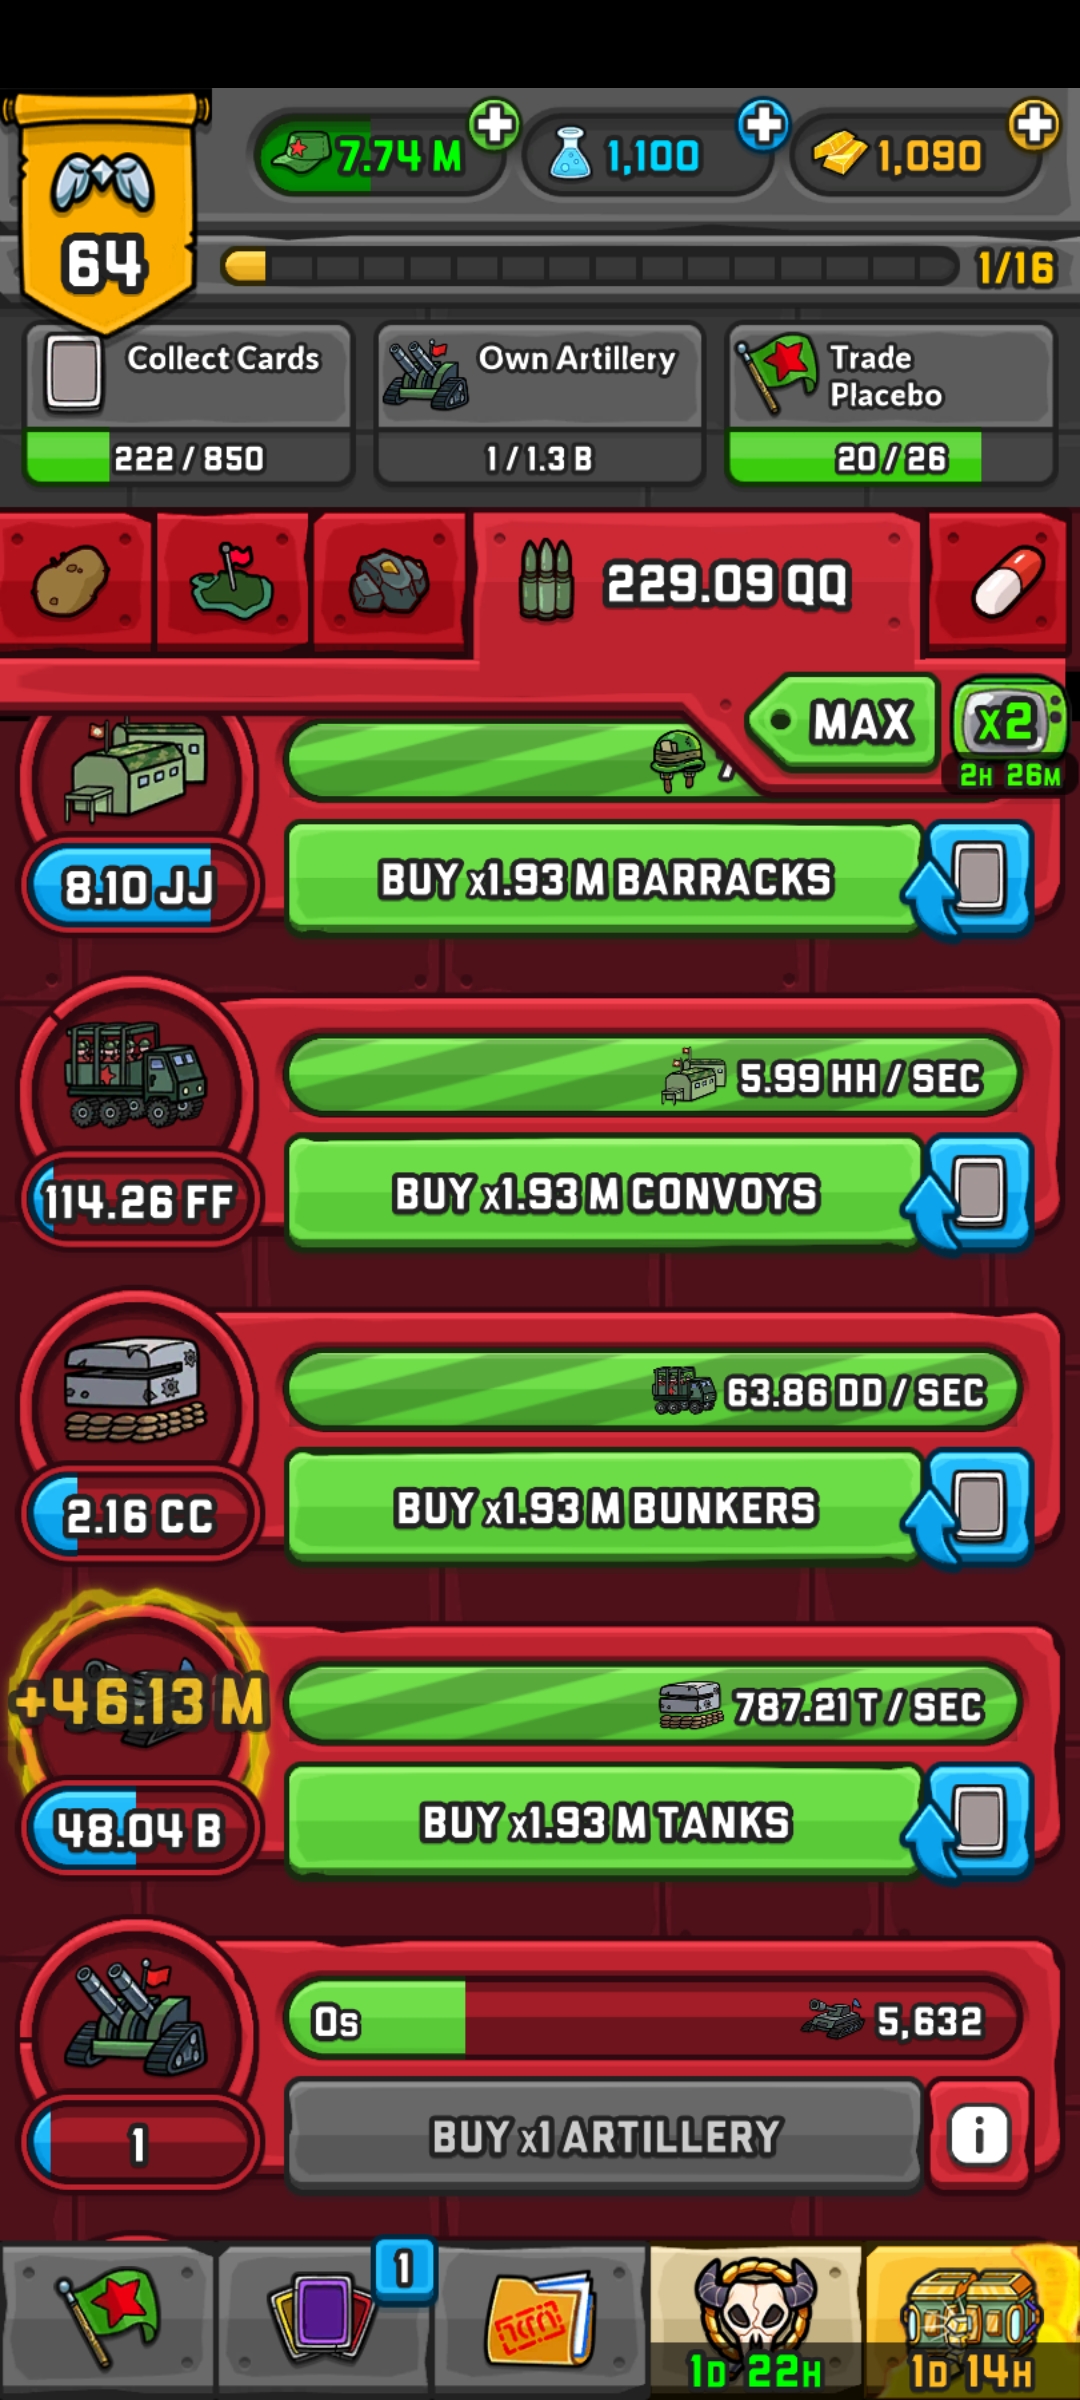 64
7.74 M
1,100
1,090
1/16
Collect Cards
222 / 850
Own Artillery
1 / 1.3 B
Trade
Placebo
20 / 26
229.09 QQ
MAX
x2
2H 26M
8.10 JJ
BUY x1.93 M BARRACKS
5.99 HH / SEC
114.26 FF
BUY x1.93 M CONVOYS
63.86 DD / SEC
2.16 CC
BUY x1.93 M BUNKERS
+46.13 M
787.21 T / SEC
48.04 B
BUY x1.93 M TANKS
0s
5,632
1
BUY x1 ARTILLERY
i
1
1D 22H
1D 14H